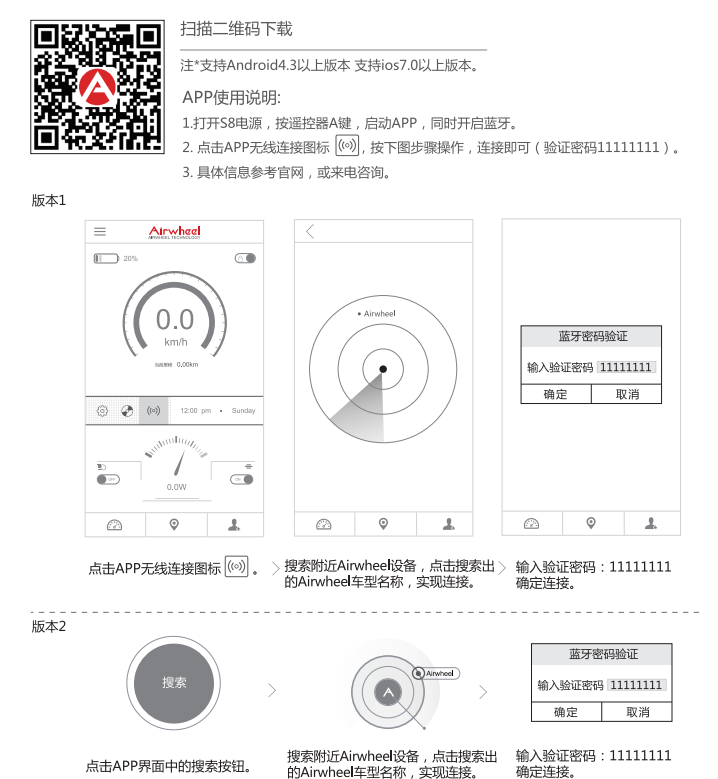 扫描二维码下载
注*支持Android4.3以上版本 支持ios7.0以上版本。
APP使用说明:
1.打开S8电源，按遥控器A键，启动APP，同时开启蓝牙。
2. 点击APP无线连接图标 ，按下图步骤操作，连接即可（验证密码11111111）。
3. 具体信息参考官网，或来电咨询。
版本1
Airwheel
AIRWHEEL TECHNOLOGY
20%
0.0
km/h
0.00km
12:00 pm • Sunday
OFF
ON
0.0W
• Airwheel
蓝牙密码验证
输入验证密码 11111111
确定 取消
点击APP无线连接图标 。
搜索附近Airwheel设备，点击搜索出
的Airwheel车型名称，实现连接。
输入验证密码：11111111
确定连接。
版本2
搜索
Airwheel
蓝牙密码验证
输入验证密码 11111111
确定 取消
点击APP界面中的搜索按钮。
搜索附近Airwheel设备，点击搜索出
的Airwheel车型名称，实现连接。
输入验证密码：11111111
确定连接。